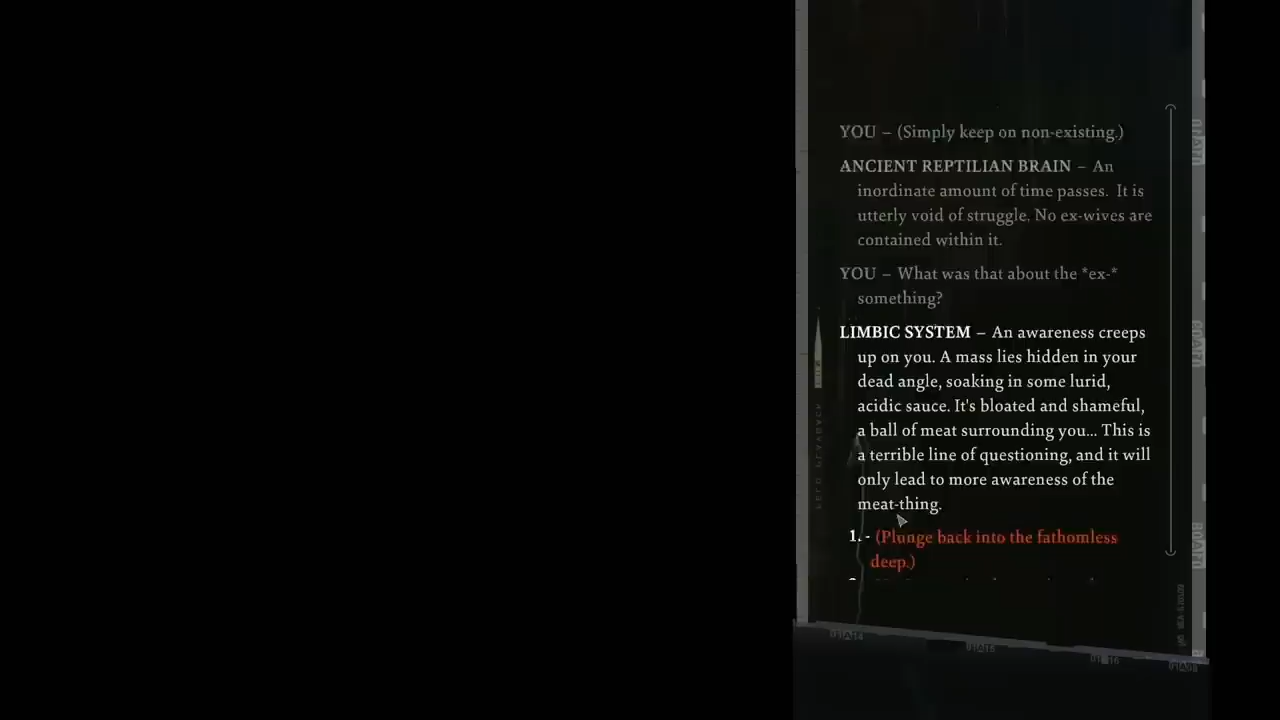 YOU – (Simply keep on non-existing.)
ANCIENT REPTILIAN BRAIN – An
inordinate amount of time passes. It is
utterly void of struggle. No ex-wives are
contained within it.
YOU – What was that about the *ex-*
something?
LIMBIC SYSTEM – An awareness creeps
up on you. A mass lies hidden in your
dead angle, soaking in some lurid,
acidic sauce. It's bloated and shameful,
a ball of meat surrounding you... This is
a terrible line of questioning, and it will
only lead to more awareness of the
meat-thing.
1. - (Plunge back into the fathomless
deep.)